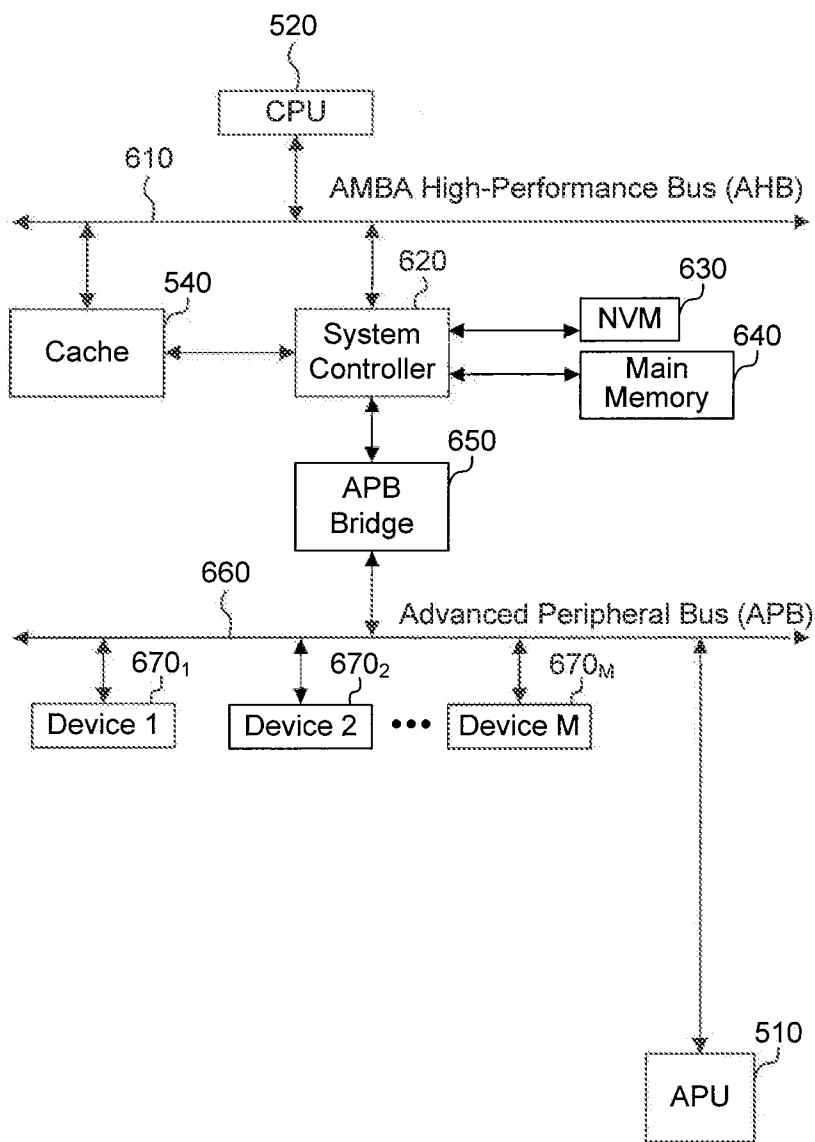 520
CPU
610
AMBA High-Performance Bus (AHB)
540
Cache
620
System
Controller
630
NVM
640
Main
Memory
650
APB
Bridge
660
Advanced Peripheral Bus (APB)
670₁
Device 1
670₂
Device 2
•••
670M
Device M
510
APU